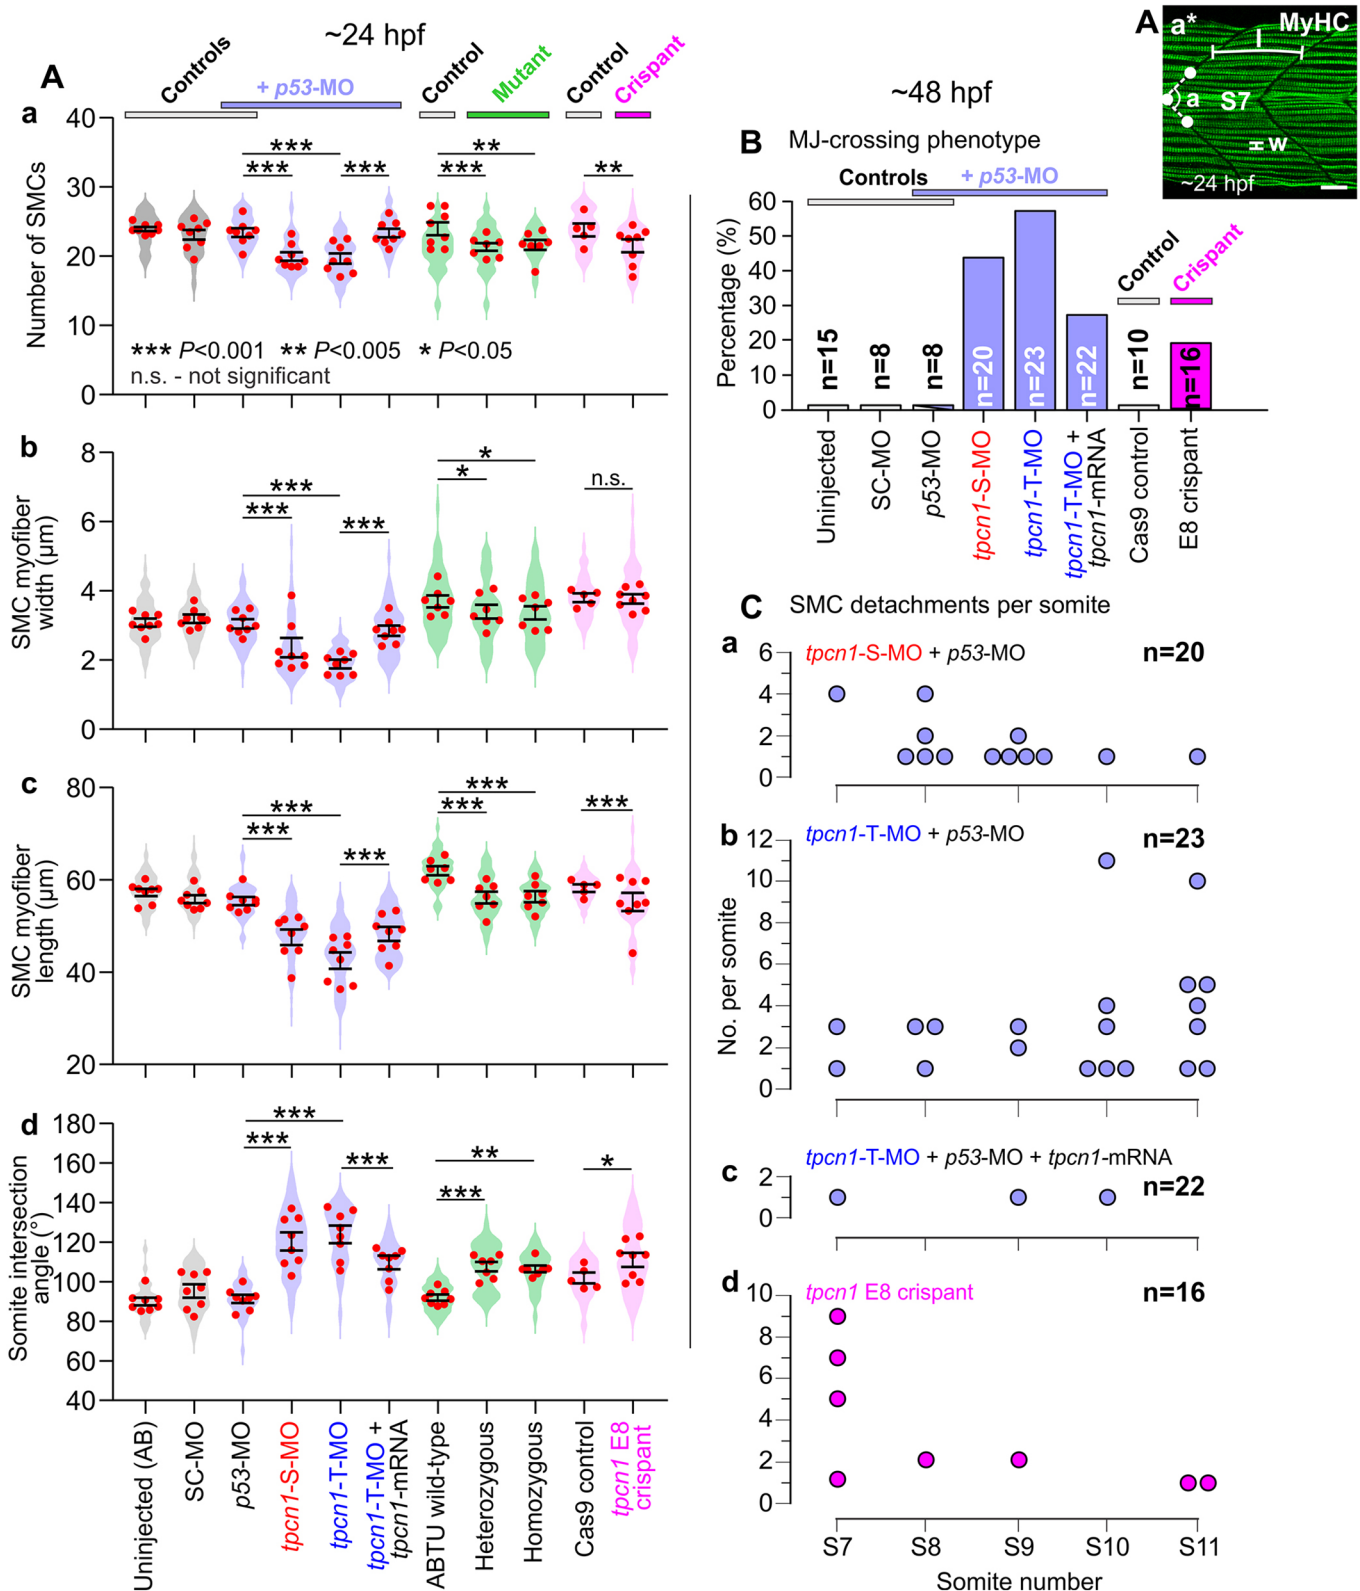 ~24 hpf
A
Controls
+ p53-MO
Control
Mutant
Control
Crispant
a
Number of SMCs
40
30
20
10
0
*** *** *** *** ** **
*** P<0.001 ** P<0.005 * P<0.05
n.s. - not significant
b
SMC myofiber
width (µm)
8
6
4
2
0
*** *** *** * * n.s.
c
SMC myofiber
length (µm)
80
60
40
20
*** *** *** *** *** ***
d
Somite intersection
angle (°)
180
160
140
120
100
80
60
40
*** *** *** *** ** *
Uninjected (AB)
SC-MO
p53-MO
tpcn1-S-MO
tpcn1-T-MO
tpcn1-T-MO +
tpcn1-mRNA
ABTU wild-type
Heterozygous
Homozygous
Cas9 control
tpcn1 E8
crispant
A
a*
MyHC
l
a
S7
w
~24 hpf
~48 hpf
B
MJ-crossing phenotype
Controls
+ p53-MO
Control
Crispant
Percentage (%)
60
50
40
30
20
10
0
n=15
n=8
n=8
n=20
n=23
n=22
n=10
n=16
Uninjected
SC-MO
p53-MO
tpcn1-S-MO
tpcn1-T-MO
tpcn1-T-MO +
tpcn1-mRNA
Cas9 control
E8 crispant
C
SMC detachments per somite
a
tpcn1-S-MO + p53-MO
n=20
6
4
2
0
b
tpcn1-T-MO + p53-MO
n=23
12
10
8
6
4
2
0
No. per somite
c
tpcn1-T-MO + p53-MO + tpcn1-mRNA
n=22
2
0
d
tpcn1 E8 crispant
n=16
10
8
6
4
2
0
S7 S8 S9 S10 S11
Somite number